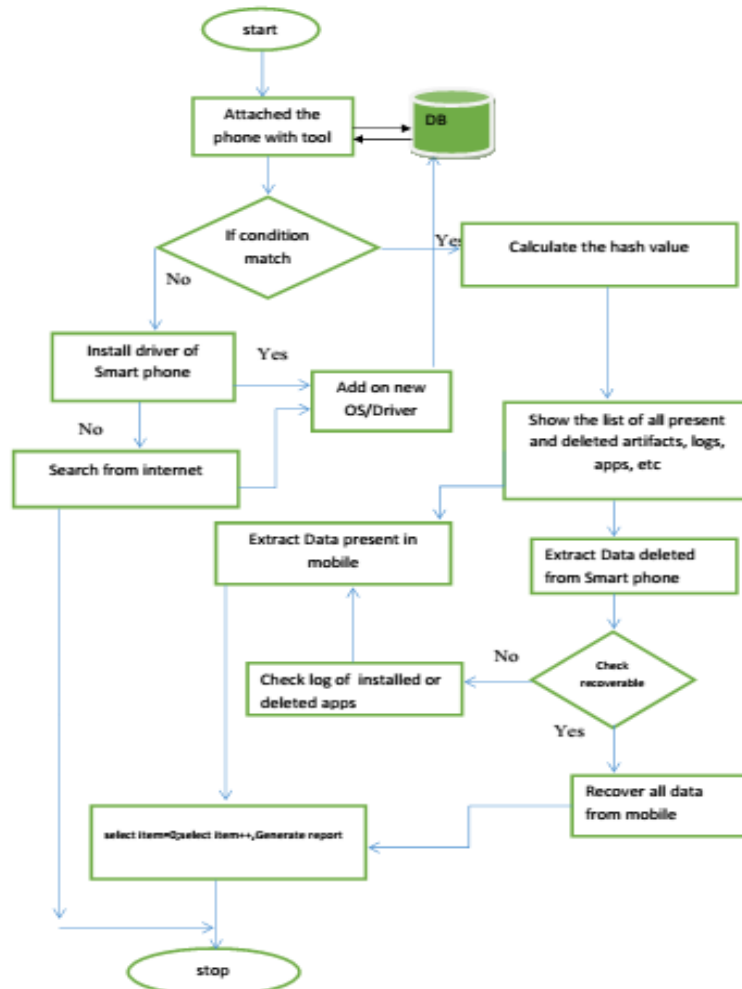 start
Attached the
phone with tool
DB
If condition
match
Yes
Calculate the hash value
No
Install driver of
Smart phone
Yes
Add on new
OS/Driver
No
Search from internet
Show the list of all present
and deleted artifacts, logs,
apps, etc
Extract Data present in
mobile
Extract Data deleted
from Smart phone
No
Check
recoverable
Check log of installed or
deleted apps
Yes
Recover all data
from mobile
select item=0;select item++,Generate report
stop